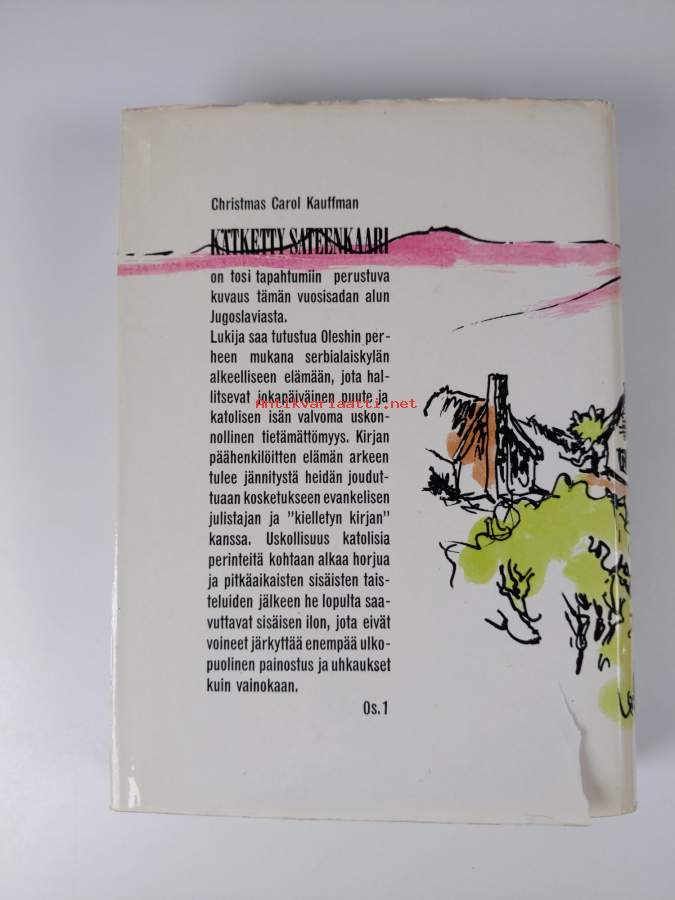 Christmas Carol Kauffman
KÄTKETTY SATEENKAARI
on tosi tapahtumiin perustuva
kuvaus tämän vuosisadan alun
Jugoslaviasta.
Lukija saa tutustua Oleshin per-
heen mukana serbialaiskylän
alkeelliseen elämään, jota hal-
litsevat jokapäiväinen puute ja
Antikvariaatti.net
katolisen isän valvoma uskon-
nollinen tietämättömyys. Kirjan
päähenkilöitten elämän arkeen
tulee jännitystä heidän joudut-
tuaan kosketukseen evankelisen
julistajan ja "kielletyn kirjan"
kanssa. Uskollisuus katolisia
perinteitä kohtaan alkaa horjua
ja pitkäaikaisten sisäisten tais-
teluiden jälkeen he lopulta saa-
vuttavat sisäisen ilon, jota eivät
voineet järkyttää enempää ulko-
puolinen painostus ja uhkaukset
kuin vainokaan.
Os.1